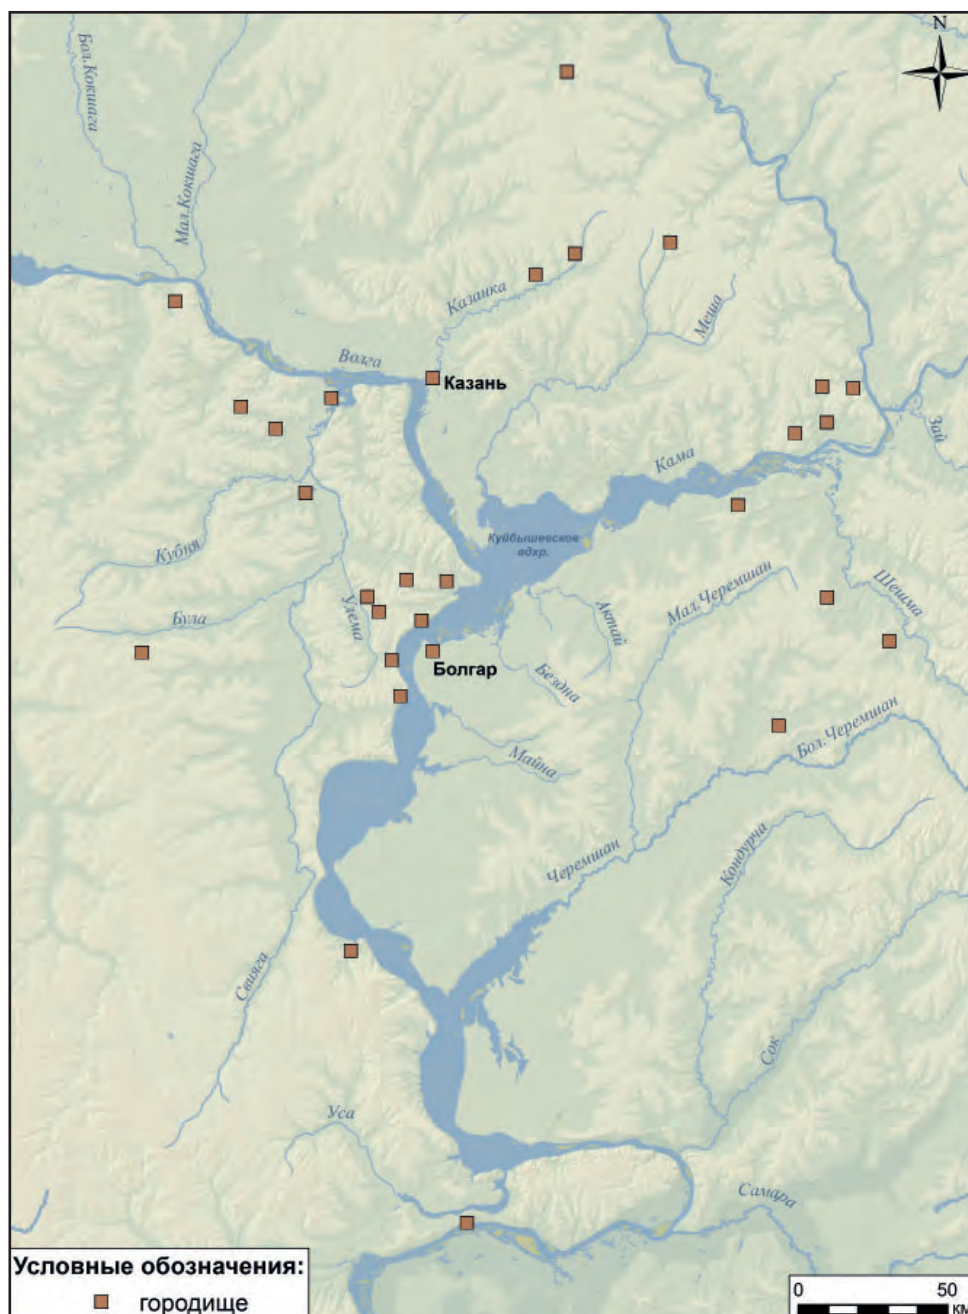 N
Бол.Кокшага
Мал.Кокшага
Казанка
Меша
Волга
Казань
Зай
Кама
Куйбышевское
вдхр.
Кубня
Мал.Черемшан
Шешма
Була
Улема
Актай
Болгар
Бездна
Бол.Черемшан
Майна
Черемшан
Кондурча
Свияга
Сок
Уса
Самара
Условные обозначения:
городище
0 50
КМ